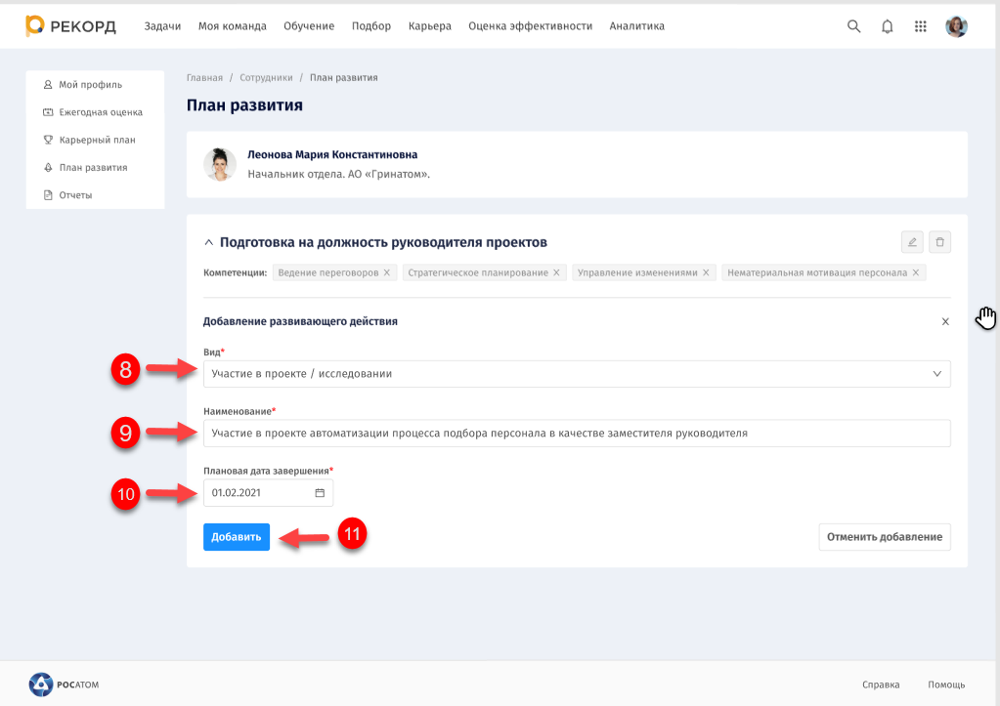 РЕКОРД Задачи Моя команда Обучение Подбор Карьера Оценка эффективности Аналитика
Мой профиль
Ежегодная оценка
Карьерный план
План развития
Отчеты
Главная / Сотрудники / План развития
План развития
Леонова Мария Константиновна
Начальник отдела. АО «Гринатом».
Подготовка на должность руководителя проектов
Компетенции: Ведение переговоров Стратегическое планирование Управление изменениями Нематериальная мотивация персонала
Добавление развивающего действия
Вид*
8 Участие в проекте / исследовании
Наименование*
9 Участие в проекте автоматизации процесса подбора персонала в качестве заместителя руководителя
Плановая дата завершения*
10 01.02.2021
Добавить 11 Отменить добавление
РОСАТОМ Справка Помощь